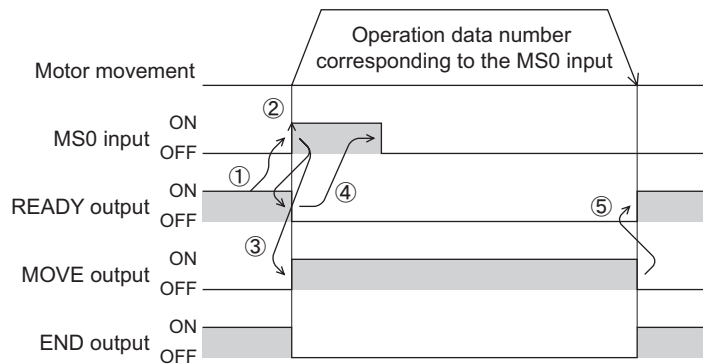 Operation data number
corresponding to the MS0 input
Motor movement
②
ON
MS0 input
OFF
①
④
ON
READY output
OFF
⑤
③
ON
MOVE output
OFF
ON
END output
OFF